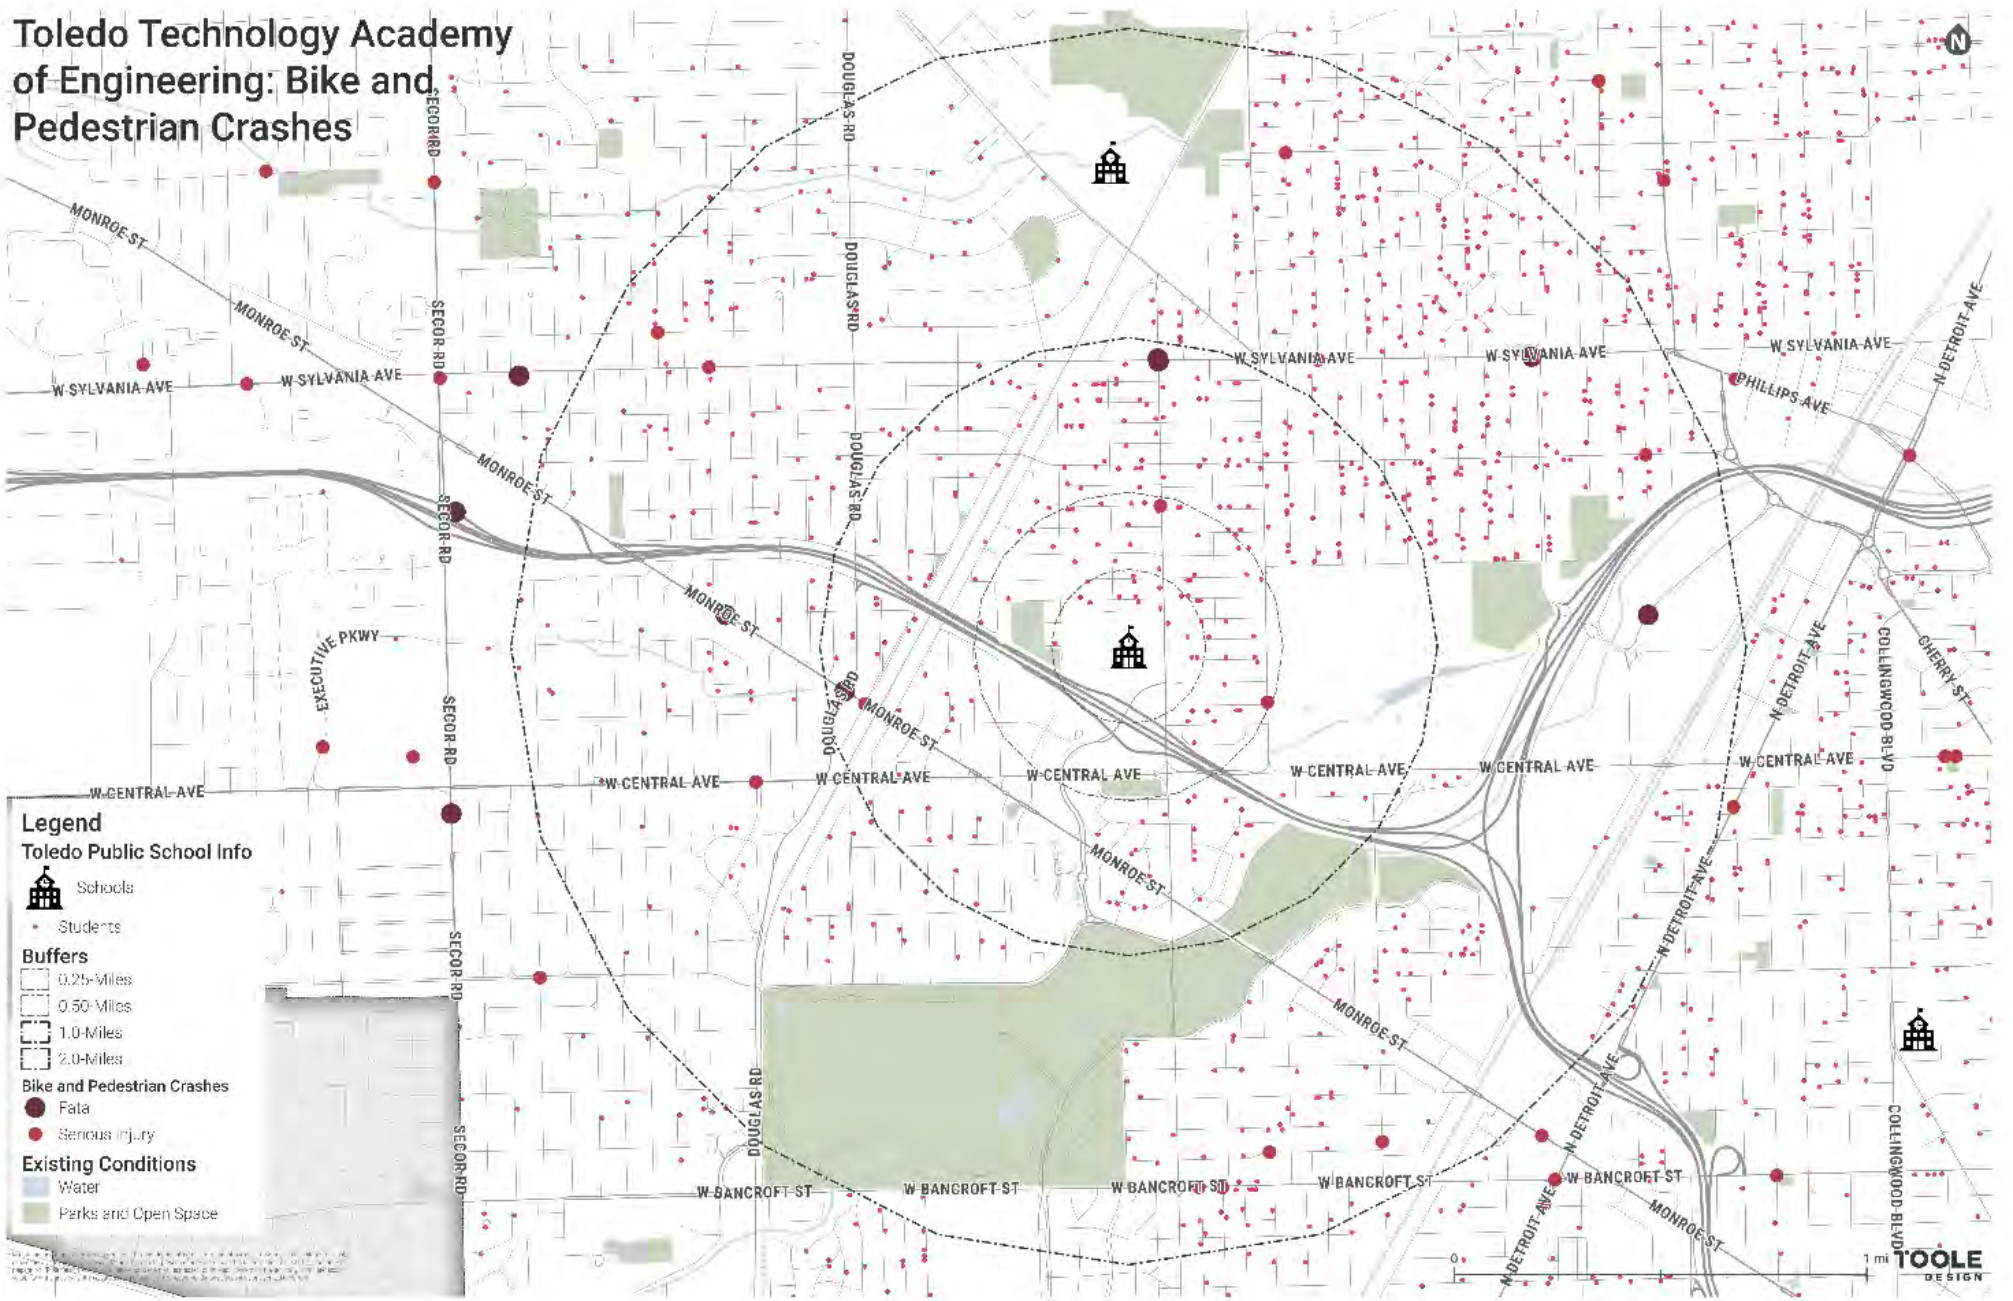 Toledo Technology Academy
of Engineering: Bike and
Pedestrian Crashes
N
DOUGLAS RD
SECOR RD
MONROE ST
DOUGLAS RD
MONROE ST
SECOR RD
N DETROIT AVE
W SYLVANIA AVE
W SYLVANIA AVE
W SYLVANIA AVE
W SYLVANIA AVE
W SYLVANIA AVE
PHILLIPS AVE
MONROE ST
DOUGLAS RD
SECOR RD
MONROE ST
EXECUTIVE PKWY
N DETROIT AVE
COLLINGWOOD BLVD
CHERRY ST
SECOR RD
DOUGLAS RD
MONROE ST
W CENTRAL AVE
W CENTRAL AVE
W CENTRAL AVE
W CENTRAL AVE
W CENTRAL AVE
W CENTRAL AVE
W CENTRAL AVE
MONROE ST
N DETROIT AVE
SECOR RD
MONROE ST
DOUGLAS RD
N DETROIT AVE
SECOR RD
COLLINGWOOD BLVD
W BANCROFT ST
W BANCROFT ST
W BANCROFT ST
W BANCROFT ST
W BANCROFT ST
MONROE ST
N DETROIT AVE
Legend
Toledo Public School Info
Schools
Students
Buffers
0.25-Miles
0.50-Miles
1.0-Miles
2.0-Miles
Bike and Pedestrian Crashes
Fata
Serious Injury
Existing Conditions
Water
Parks and Open Space
0
1 mi
TOOLE
DESIGN